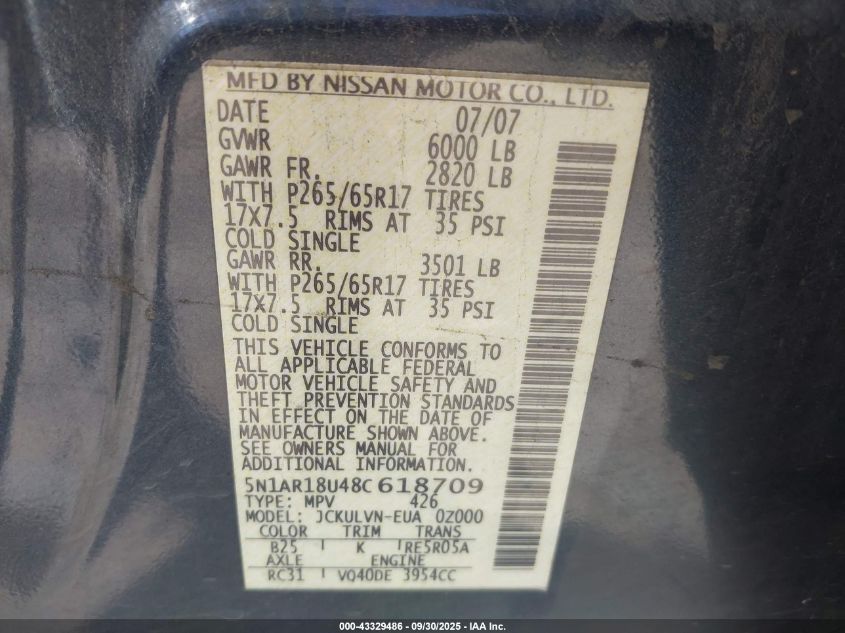 MFD BY NISSAN MOTOR CO., LTD.
DATE 07/07
GVWR 6000 LB
GAWR FR. 2820 LB
WITH P265/65R17 TIRES
17X7.5 RIMS AT 35 PSI
COLD SINGLE
GAWR RR. 3501 LB
WITH P265/65R17 TIRES
17X7.5 RIMS AT 35 PSI
COLD SINGLE
THIS VEHICLE CONFORMS TO
ALL APPLICABLE FEDERAL
MOTOR VEHICLE SAFETY AND
THEFT PREVENTION STANDARDS
IN EFFECT ON THE DATE OF
MANUFACTURE SHOWN ABOVE.
SEE OWNERS MANUAL FOR
ADDITIONAL INFORMATION.
5N1AR18U48C618709
TYPE: MPV 426
MODEL: JCKULVN-EUA 0Z000
COLOR TRIM TRANS
B25 K RE5R05A
AXLE ENGINE
RC31 VQ40DE 3954CC
000-43329486 - 09/30/2025 - IAA Inc.